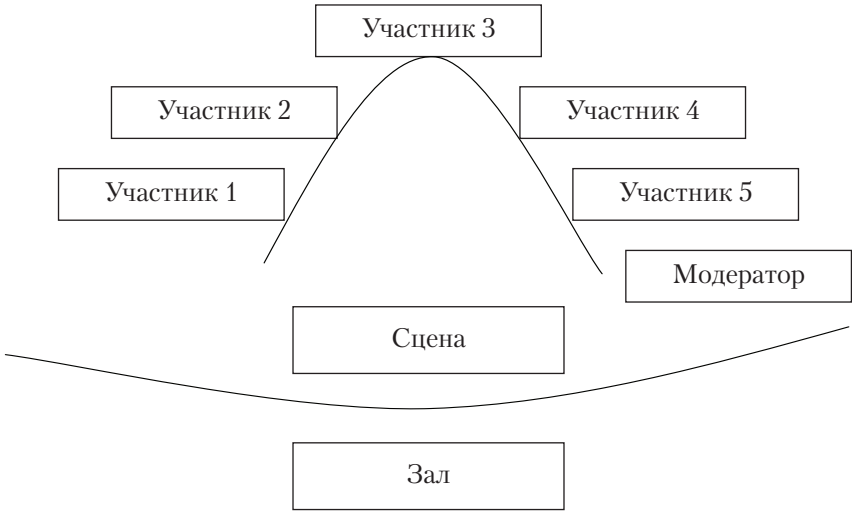 Участник 3
Участник 2
Участник 4
Участник 1
Участник 5
Модератор
Сцена
Зал